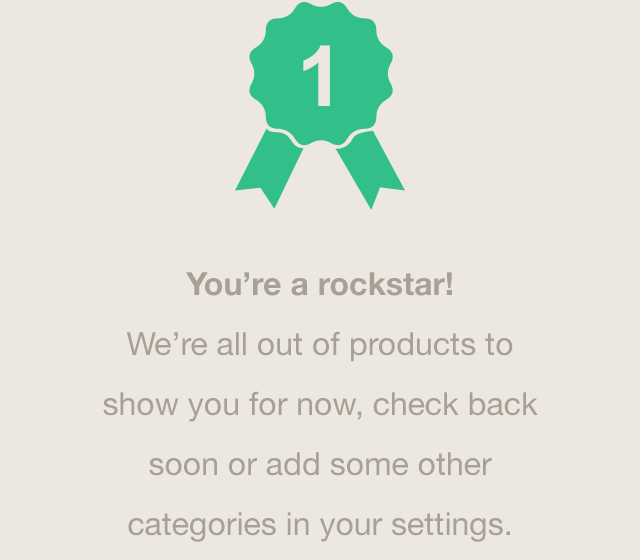 1
You’re a rockstar!
We’re all out of products to
show you for now, check back
soon or add some other
categories in your settings.